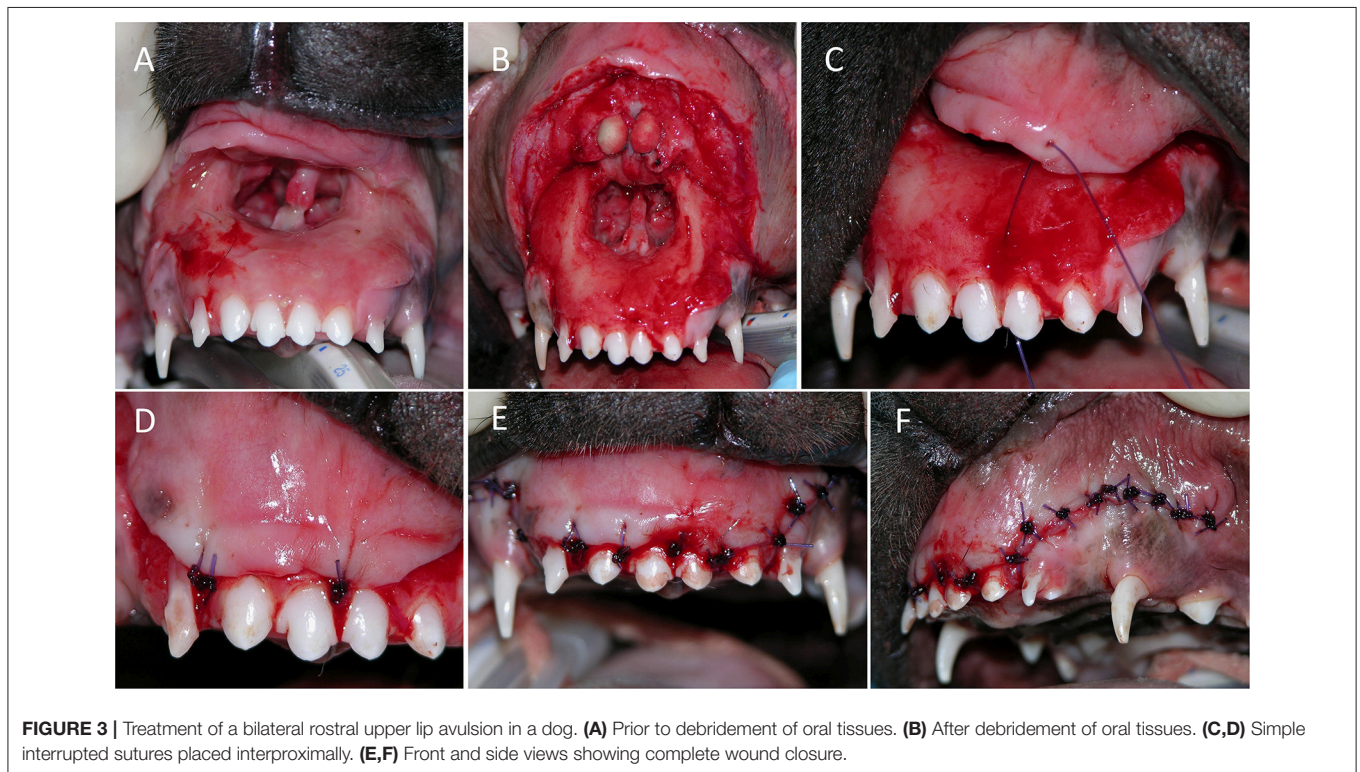 A
B
C
D
E
F
FIGURE 3 | Treatment of a bilateral rostral upper lip avulsion in a dog. (A) Prior to debridement of oral tissues. (B) After debridement of oral tissues. (C,D) Simple
interrupted sutures placed interproximally. (E,F) Front and side views showing complete wound closure.